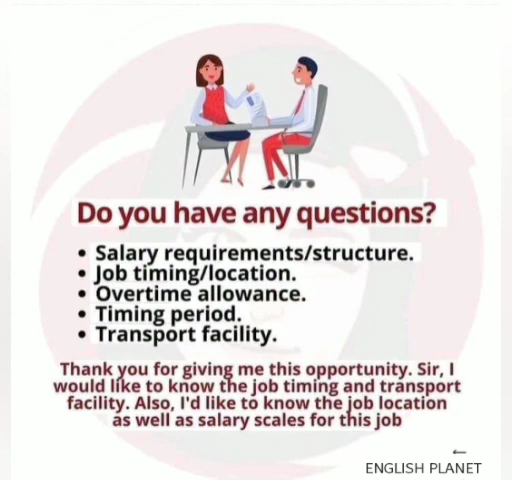 Do you have any questions?
• Salary requirements/structure.
• Job timing/location.
• Overtime allowance.
• Timing period.
• Transport facility.
Thank you for giving me this opportunity. Sir, I
would like to know the job timing and transport
facility. Also, I'd like to know the job location
as well as salary scales for this job
ENGLISH PLANET